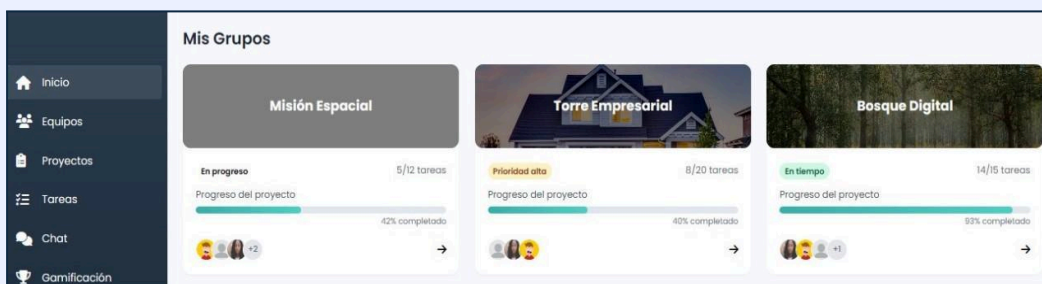 Mis Grupos
Inicio
Equipos
Proyectos
Tareas
Chat
Gamificación
Misión Espacial
En progreso
5/12 tareas
Progreso del proyecto
42% completado
+2
Torre Empresarial
Prioridad alta
8/20 tareas
Progreso del proyecto
40% completado
Bosque Digital
En tiempo
14/15 tareas
Progreso del proyecto
93% completado
+1